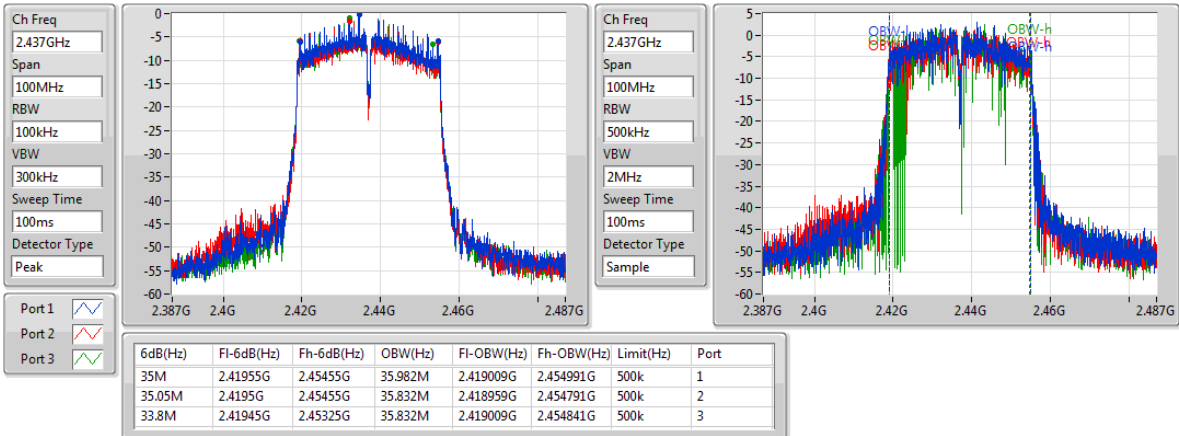 Ch Freq
2.437GHz
Span
100MHz
RBW
100kHz
VBW
300kHz
Sweep Time
100ms
Detector Type
Peak
Port 1
Port 2
Port 3
0
-5
-10
-15
-20
-25
-30
-35
-40
-45
-50
-55
-60
2.387G 2.4G 2.42G 2.44G 2.46G 2.487G
Ch Freq
2.437GHz
Span
100MHz
RBW
500kHz
VBW
2MHz
Sweep Time
100ms
Detector Type
Sample
5
0
-5
-10
-15
-20
-25
-30
-35
-40
-45
-50
-55
-60
OBW-h
OBW-h
2.387G 2.4G 2.42G 2.44G 2.46G 2.487G
6dB(Hz) Fl-6dB(Hz) Fh-6dB(Hz) OBW(Hz) Fl-OBW(Hz) Fh-OBW(Hz) Limit(Hz) Port
35M 2.41955G 2.45455G 35.982M 2.419009G 2.454991G 500k 1
35.05M 2.4195G 2.45455G 35.832M 2.418959G 2.454791G 500k 2
33.8M 2.41945G 2.45325G 35.832M 2.419009G 2.454841G 500k 3